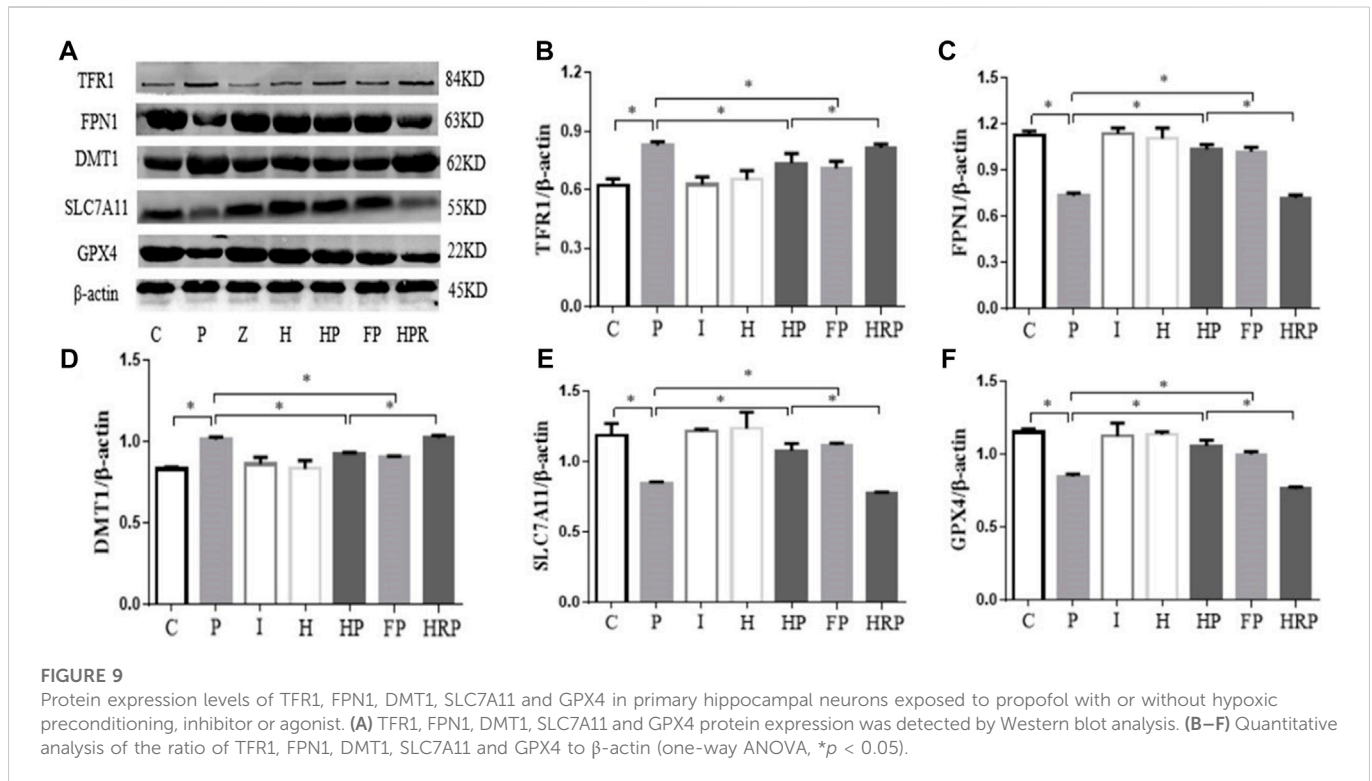 A
TFR1 84KD
FPN1 63KD
DMT1 62KD
SLC7A11 55KD
GPX4 22KD
β-actin 45KD
C P Z H HP FP HPR
B
TFR1/β-actin
1.2
0.9
0.6
0.3
0.0
*
* * *
C P I H HP FP HRP
C
FPN1/β-actin
1.5
1.2
0.9
0.6
0.3
0.0
*
* * *
C P I H HP FP HRP
D
DMT1/β-actin
1.5
1.0
0.5
0.0
*
* * *
C P I H HP FP HRP
E
SLC7A11/β-actin
1.5
1.0
0.5
0.0
*
* * *
C P I H HP FP HRP
F
GPX4/β-actin
1.5
1.0
0.5
0.0
*
* * *
C P I H HP FP HRP
FIGURE 9
Protein expression levels of TFR1, FPN1, DMT1, SLC7A11 and GPX4 in primary hippocampal neurons exposed to propofol with or without hypoxic
preconditioning, inhibitor or agonist. (A) TFR1, FPN1, DMT1, SLC7A11 and GPX4 protein expression was detected by Western blot analysis. (B–F) Quantitative
analysis of the ratio of TFR1, FPN1, DMT1, SLC7A11 and GPX4 to β-actin (one-way ANOVA, *p < 0.05).